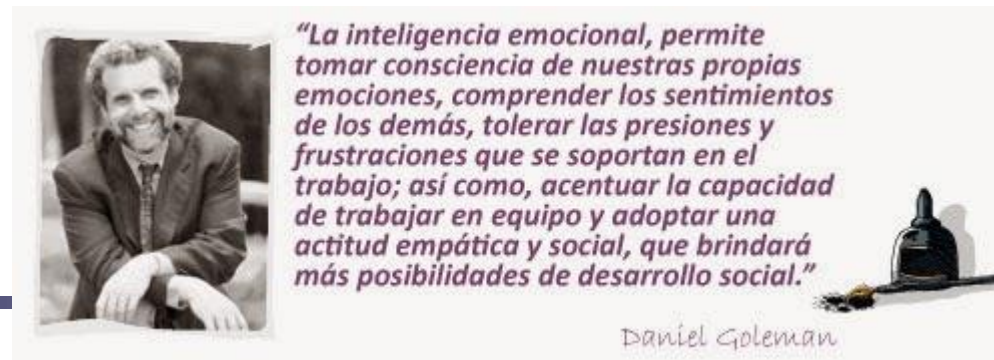 “La inteligencia emocional, permite
tomar consciencia de nuestras propias
emociones, comprender los sentimientos
de los demás, tolerar las presiones y
frustraciones que se soportan en el
trabajo; así como, acentuar la capacidad
de trabajar en equipo y adoptar una
actitud empática y social, que brindará
más posibilidades de desarrollo social.”
Daniel Goleman